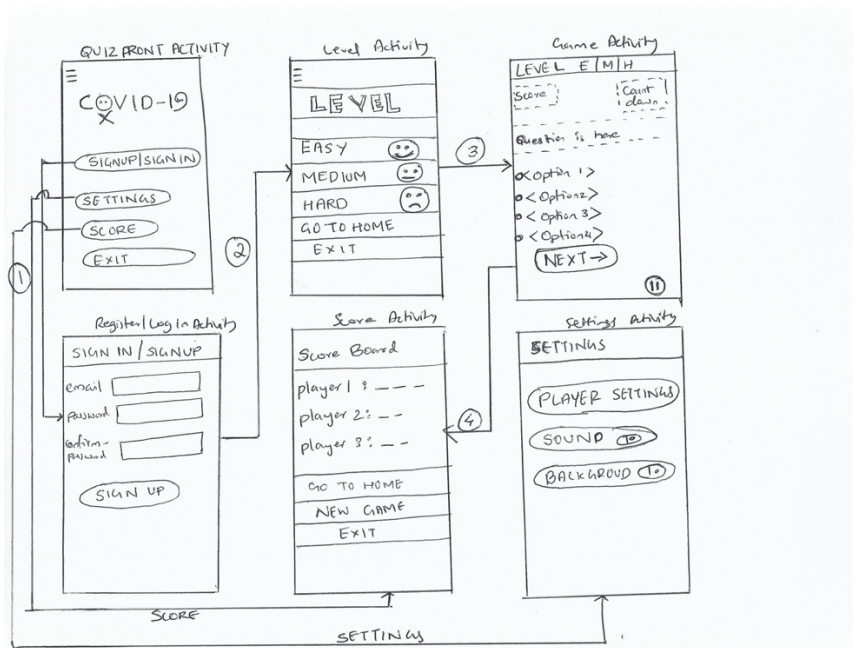 QUIZ FRONT ACTIVITY
COVID-19
SIGNUP/SIGN IN
SETTINGS
SCORE
EXIT
1
2
Level Activity
LEVEL
EASY
MEDIUM
HARD
GO TO HOME
EXIT
3
Game Activity
LEVEL E|M|H
Score
Count
down
Question is here
<Option 1>
<Option2>
<Option 3>
<Option4>
NEXT→
Register/Log In Activity
SIGN IN/SIGNUP
email
Password
Confirm-
password
SIGN UP
Score Activity
Score Board
player 1 : _ _ _
player 2: _ _
player 3: _ _
GO TO HOME
NEW GAME
EXIT
4
Settings Activity
SETTINGS
PLAYER SETTINGS
SOUND
BACKGROUD
SCORE
SETTINGS